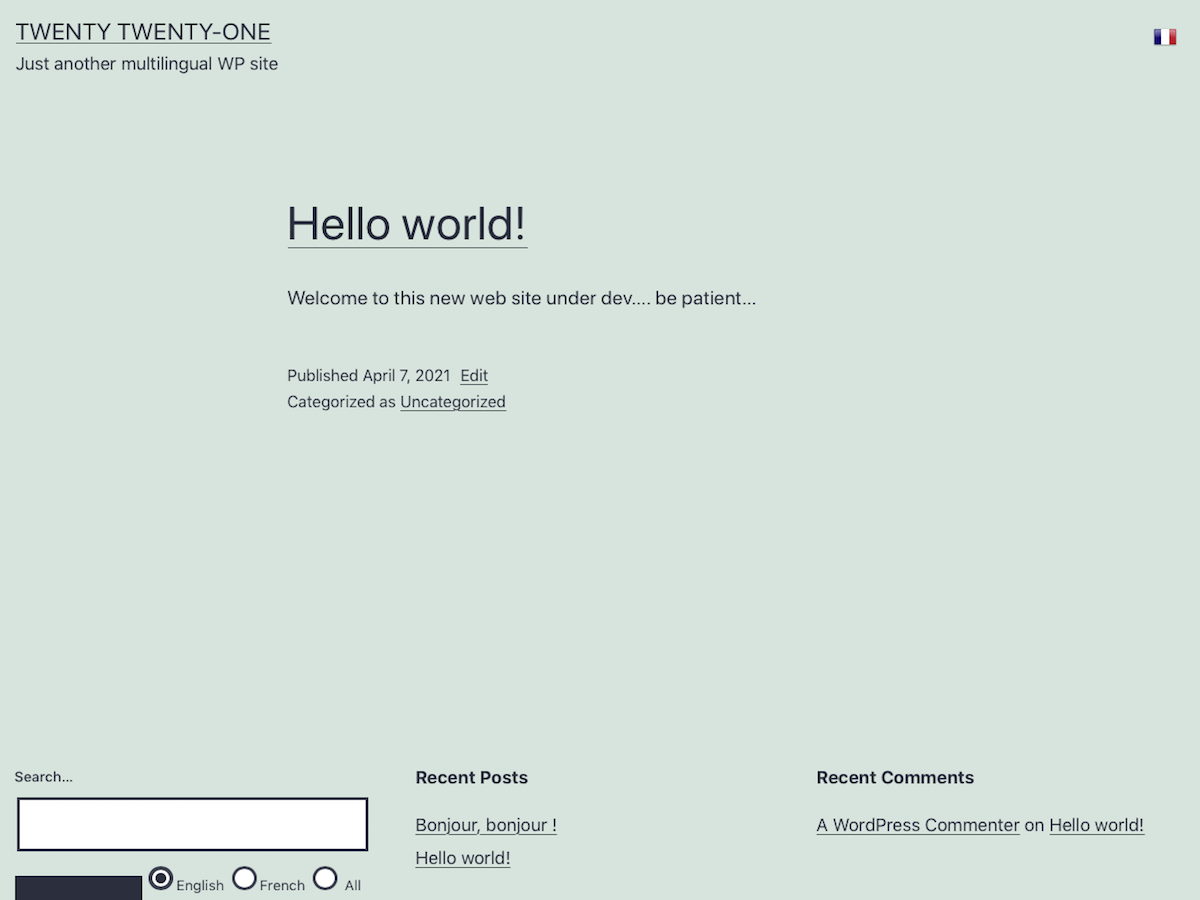 TWENTY TWENTY-ONE
Just another multilingual WP site
Hello world!
Welcome to this new web site under dev.... be patient...
Published April 7, 2021 Edit
Categorized as Uncategorized
Search...
English French All
Recent Posts
Bonjour, bonjour !
Hello world!
Recent Comments
A WordPress Commenter on Hello world!